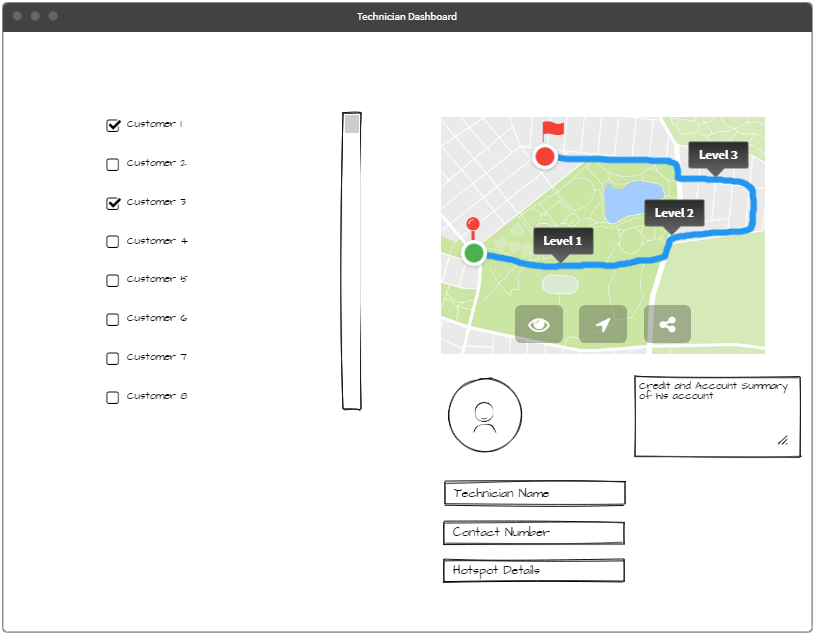 Technician Dashboard
Customer 1
Customer 2
Customer 3
Customer 4
Customer 5
Customer 6
Customer 7
Customer 8
Level 3
Level 2
Level 1
Credit and Account Summary
of his account
Technician Name
Contact Number
Hotspot Details